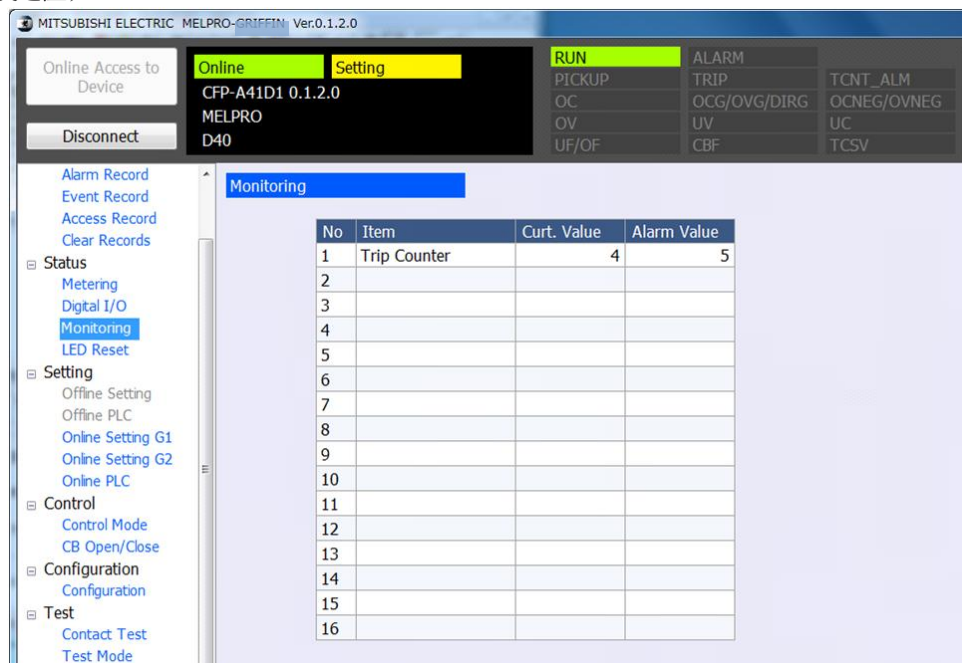 MITSUBISHI ELECTRIC MELPRO-GRIFFIN Ver.0.1.2.0
Online Access to
Device
Disconnect
Online Setting
CFP-A41D1 0.1.2.0
MELPRO
D40
RUN ALARM
PICKUP TRIP TCNT_ALM
OC OCG/OVG/DIRG OCNEG/OVNEG
OV UV UC
UF/OF CBF TCSV
Alarm Record
Event Record
Access Record
Clear Records
Status
Metering
Digital I/O
Monitoring
LED Reset
Setting
Offline Setting
Offline PLC
Online Setting G1
Online Setting G2
Online PLC
Control
Control Mode
CB Open/Close
Configuration
Configuration
Test
Contact Test
Test Mode
Monitoring
No Item Curt. Value Alarm Value
1 Trip Counter 4 5
2
3
4
5
6
7
8
9
10
11
12
13
14
15
16